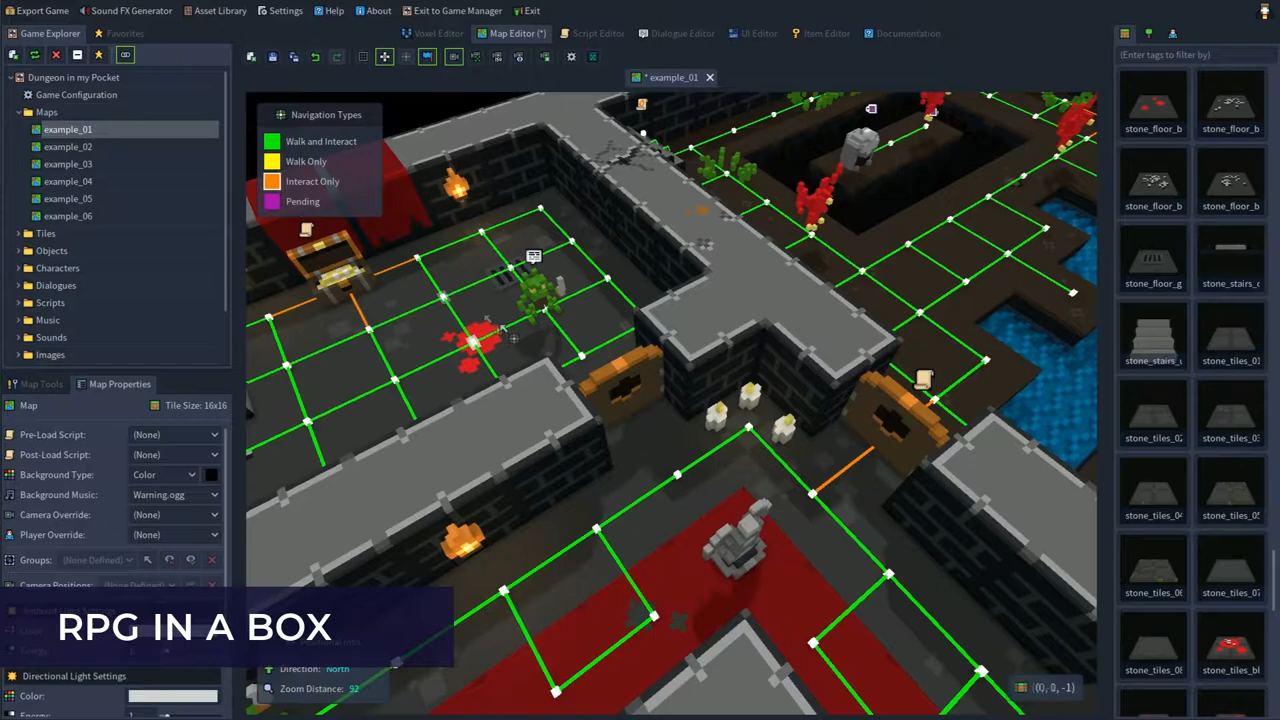 Export Game
Sound FX Generator
Asset Library
Settings
Help
About
Exit to Game Manager
Exit
Game Explorer
Favorites
Voxel Editor
Map Editor (*)
Script Editor
Dialogue Editor
UI Editor
Item Editor
Documentation
(Enter tags to filter by)
* example_01
Dungeon in my Pocket
Game Configuration
Maps
example_01
example_02
example_03
example_04
example_05
example_06
Tiles
Objects
Characters
Dialogues
Scripts
Music
Sounds
Images
Navigation Types
Walk and Interact
Walk Only
Interact Only
Pending
Map Tools
Map Properties
Map
Tile Size: 16x16
Pre-Load Script: (None)
Post-Load Script: (None)
Background Type: Color
Background Music: Warning.ogg
Camera Override: (None)
Player Override: (None)
Groups: (None Defined)
Camera Positions: (None Defined)
RPG IN A BOX
Directional Light Settings
Color:
Energy:
Direction: North
Zoom Distance: 92
(0, 0, -1)
stone_floor_b
stone_floor_b
stone_floor_b
stone_floor_b
stone_floor_g
stone_stairs_c
stone_stairs_u
stone_tiles_01
stone_tiles_02
stone_tiles_03
stone_tiles_04
stone_tiles_05
stone_tiles_06
stone_tiles_07
stone_tiles_08
stone_tiles_bl